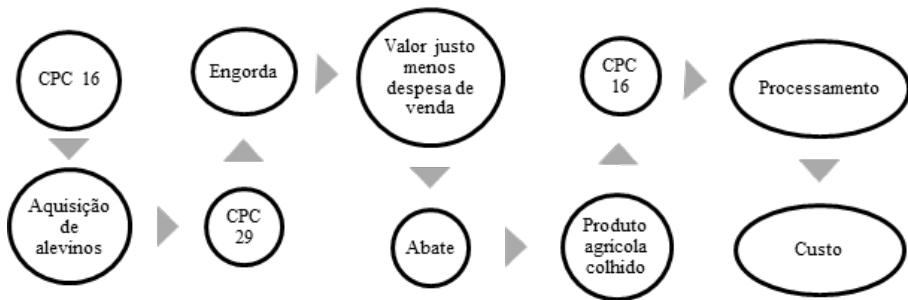 CPC 16
Aquisição
de
alevinos
CPC
29
Engorda
Valor justo
menos
despesa de
venda
Abate
Produto
agricola
colhido
CPC
16
Processamento
Custo